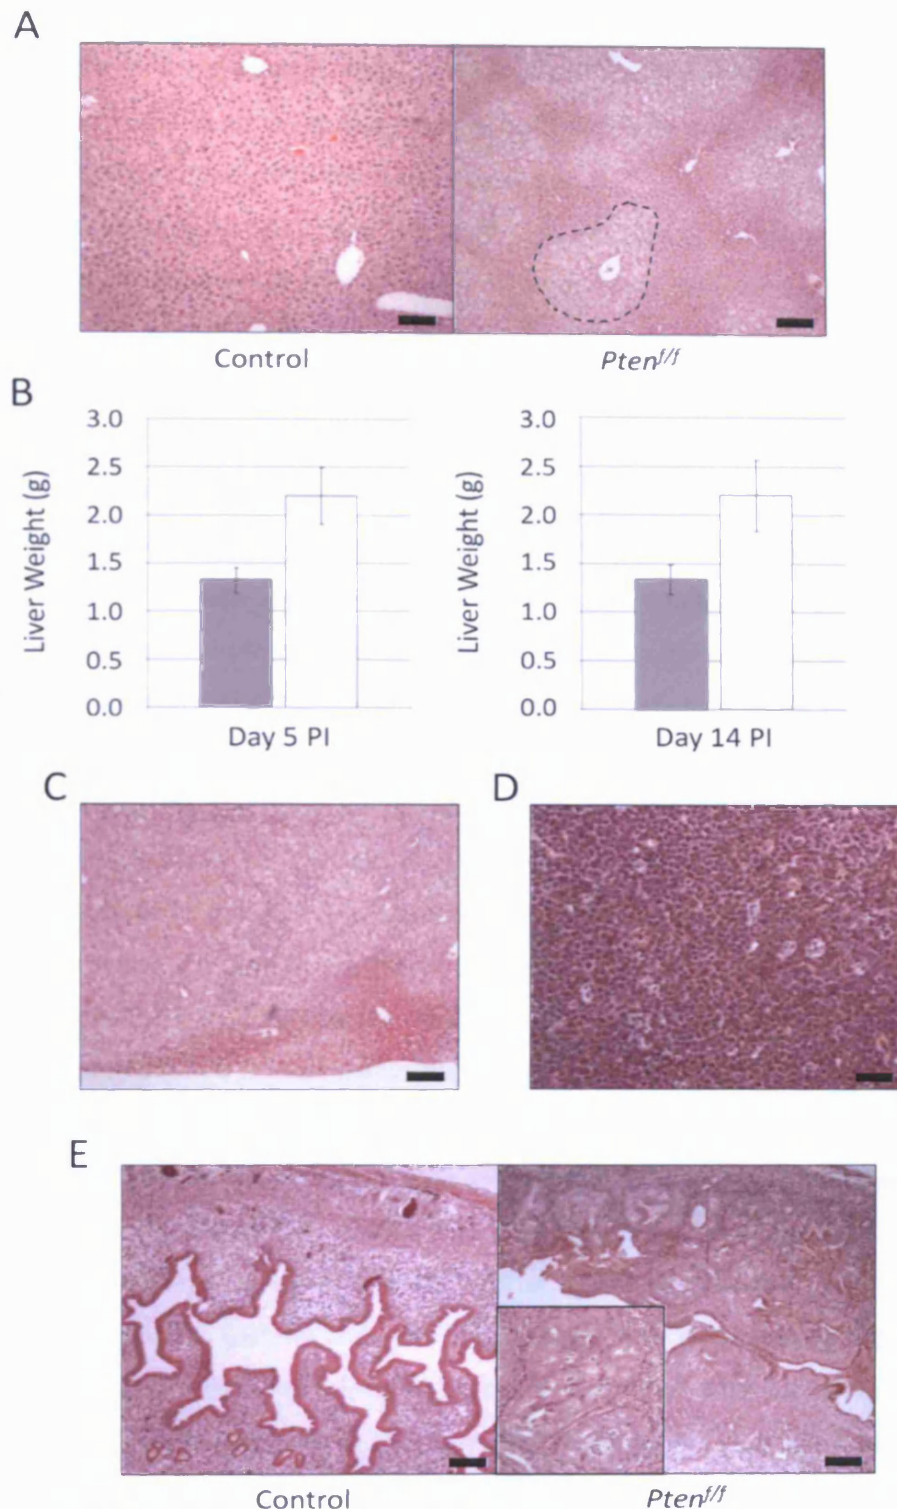 A
Control
Pten^f/f
B
Liver Weight (g)
3.0
2.5
2.0
1.5
1.0
0.5
0.0
Day 5 PI
Liver Weight (g)
3.0
2.5
2.0
1.5
1.0
0.5
0.0
Day 14 PI
C
D
E
Control
Pten^f/f